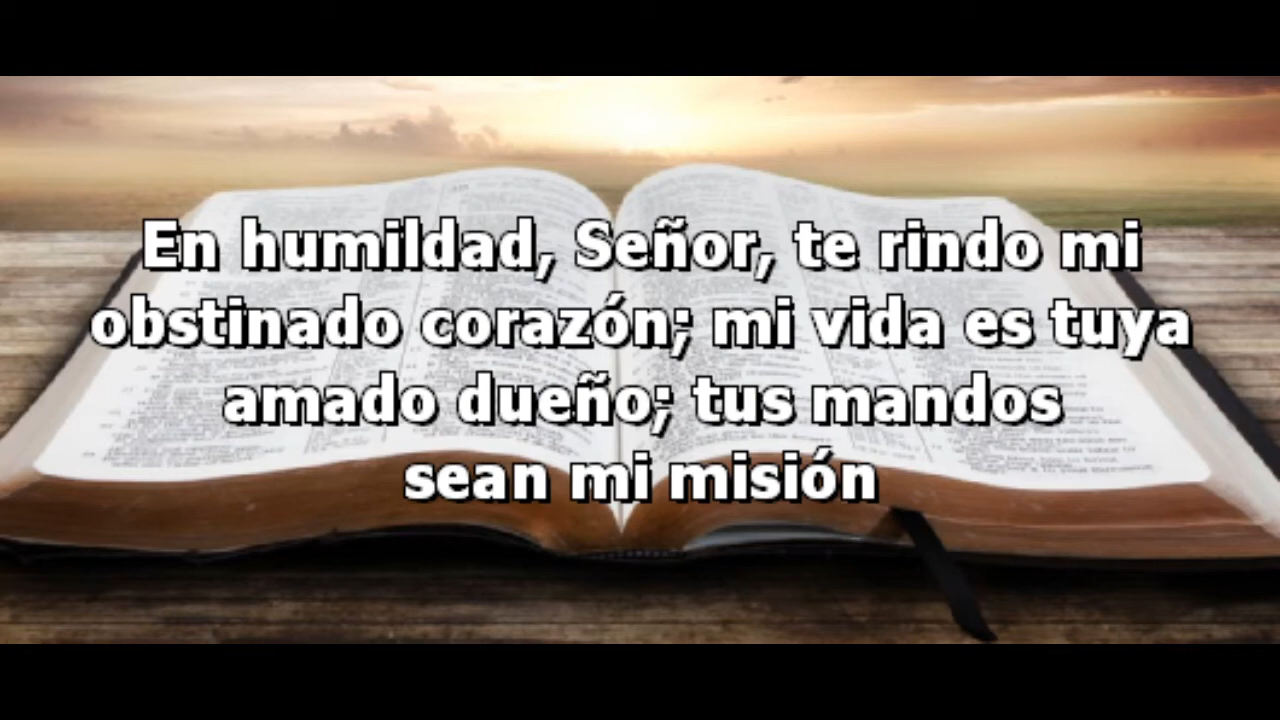 En humildad, Señor, te rindo mi
obstinado corazón; mi vida es tuya
amado dueño; tus mandos
sean mi misión